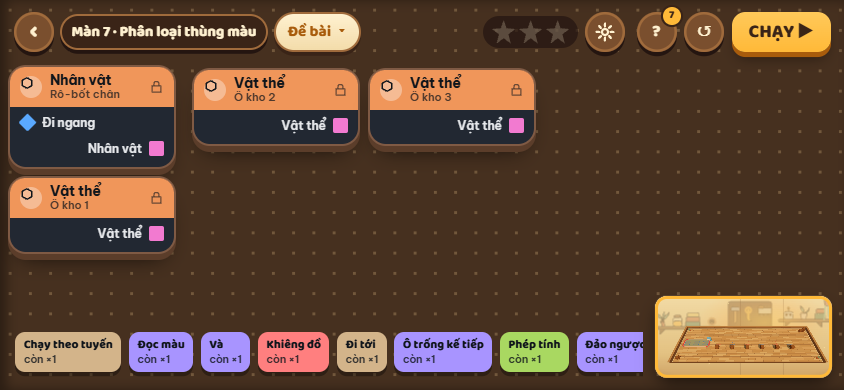 Màn 7 · Phân loại thùng màu
Đề bài
?
7
CHẠY
Nhân vật
Rô-bốt chân
Đi ngang
Nhân vật
Vật thể
Ô kho 2
Vật thể
Vật thể
Ô kho 3
Vật thể
Vật thể
Ô kho 1
Vật thể
Chạy theo tuyến
còn ×1
Đọc màu
còn ×1
Và
còn ×1
Khiêng đồ
còn ×1
Đi tới
còn ×1
Ô trống kế tiếp
còn ×1
Phép tính
còn ×1
Đảo ngược
còn ×1